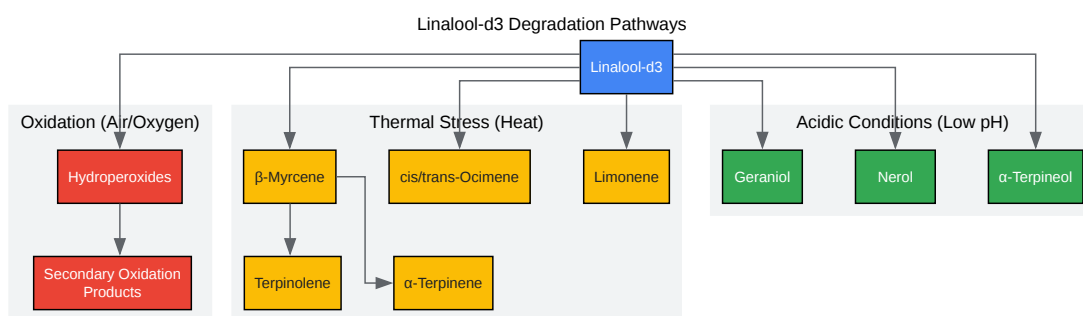 Linalool-d3 Degradation Pathways
Linalool-d3
Oxidation (Air/Oxygen)
Thermal Stress (Heat)
Acidic Conditions (Low pH)
Hydroperoxides
β-Myrcene
cis/trans-Ocimene
Limonene
Geraniol
Nerol
α-Terpineol
Secondary Oxidation
Products
Terpinolene
α-Terpinene